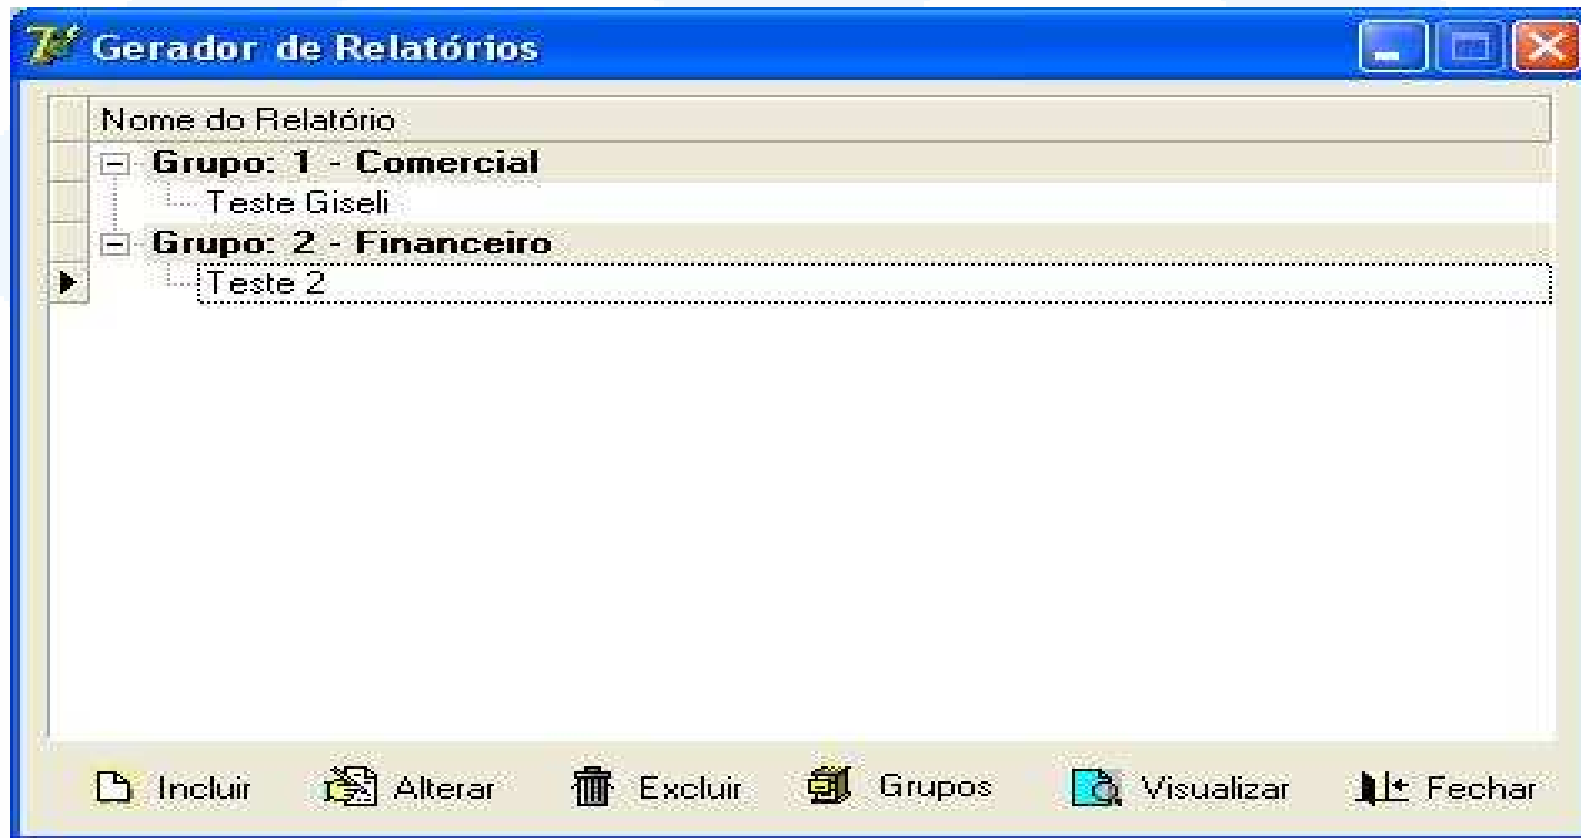 Gerador de Relatórios
Nome do Relatório
Grupo: 1 - Comercial
Teste Giseli
Grupo: 2 - Financeiro
Teste 2
Incluir Alterar Excluir Grupos Visualizar Fechar